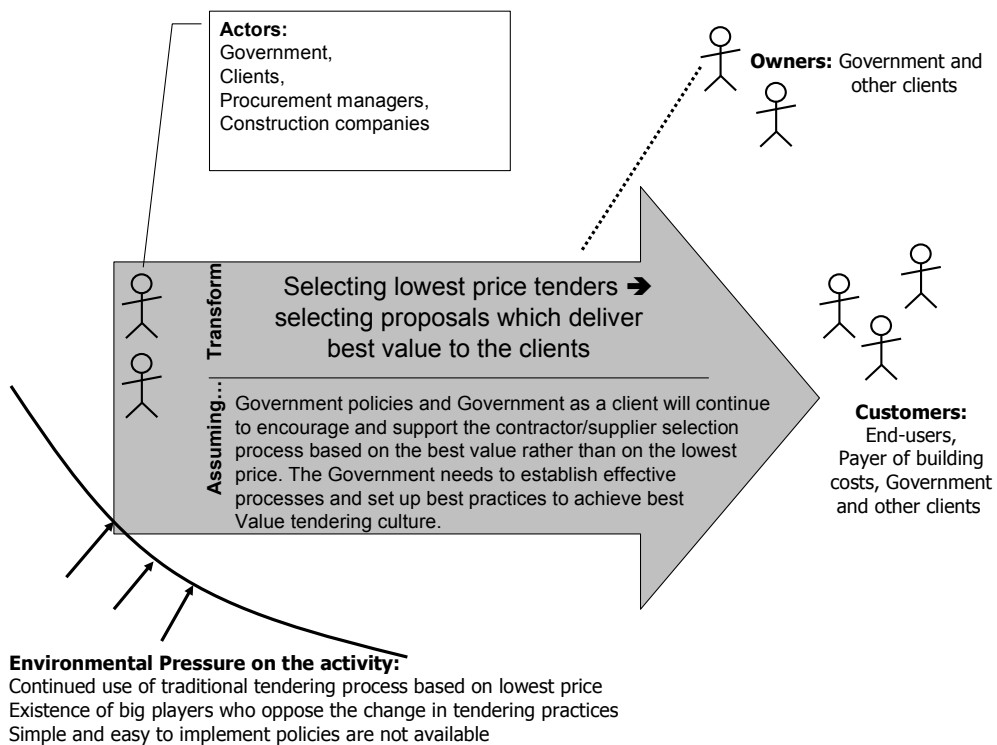 Actors:
Government,
Clients,
Procurement managers,
Construction companies
Owners: Government and
other clients
Transform
Selecting lowest price tenders ➔
selecting proposals which deliver
best value to the clients
Assuming...
Government policies and Government as a client will continue
to encourage and support the contractor/supplier selection
process based on the best value rather than on the lowest
price. The Government needs to establish effective
processes and set up best practices to achieve best
Value tendering culture.
Customers:
End-users,
Payer of building
costs, Government
and other clients
Environmental Pressure on the activity:
Continued use of traditional tendering process based on lowest price
Existence of big players who oppose the change in tendering practices
Simple and easy to implement policies are not available